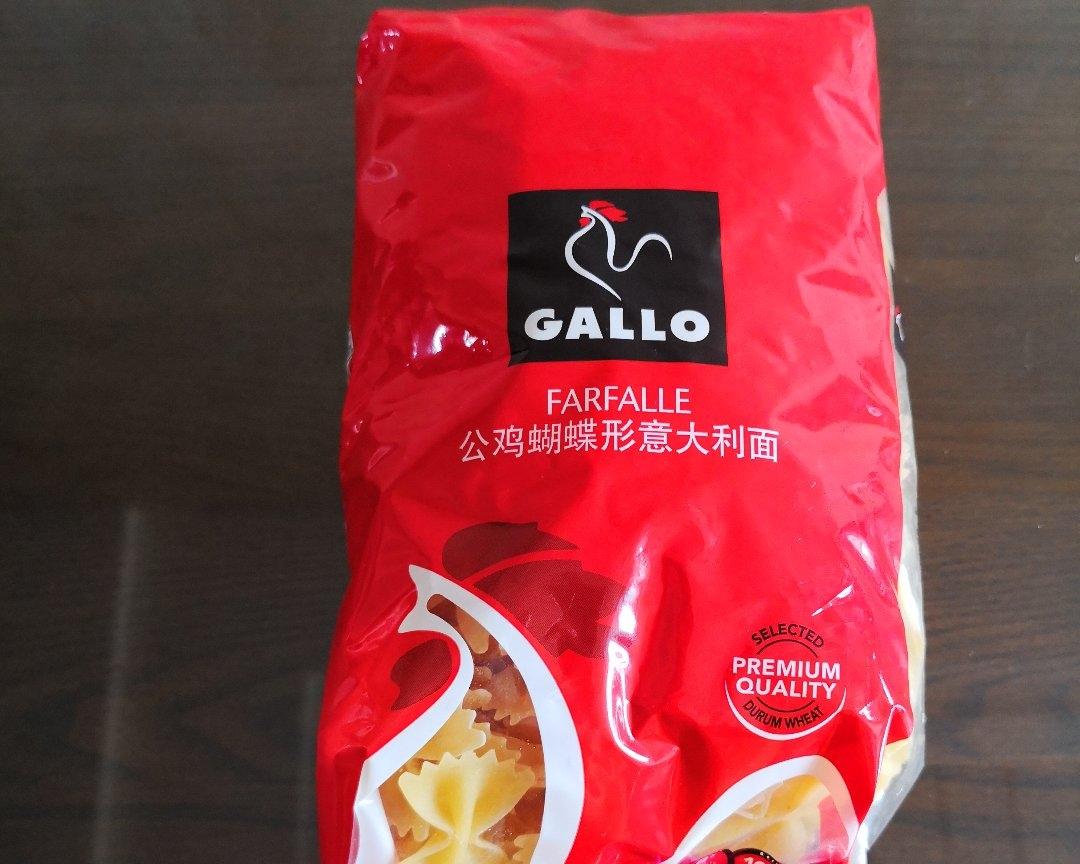 GALLO
FARFALLE
公鸡蝴蝶形意大利面
SELECTED
PREMIUM
QUALITY
DURUM WHEAT